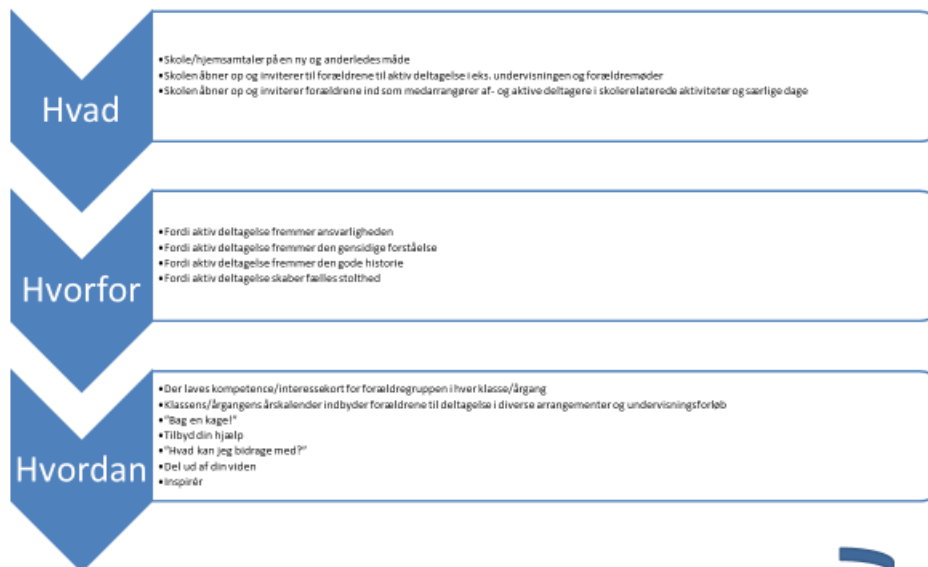 Hvad
•Skole/hjemsamtaler på en ny og anderledes måde
•Skolen åbner op og inviterer til forældrene til aktiv deltagelse i eks. undervisningen og forældremøder
•Skolen åbner op og inviterer forældrene ind som medarrangører af- og aktive deltagere i skolerelaterede aktiviteter og særlige dage
Hvorfor
•Fordi aktiv deltagelse fremmer ansvarligheden
•Fordi aktiv deltagelse fremmer den gensidige forståelse
•Fordi aktiv deltagelse fremmer den gode historie
•Fordi aktiv deltagelse skaber fælles stolthed
Hvordan
•Der laves kompetence/interessekort for forældregruppen i hver klasse/årgang
•Klassens/årgangens årskalender indbyder forældrene til deltagelse i diverse arrangementer og undervisningsforløb
•"Bag en kage!"
•Tilbyd din hjælp
•"Hvad kan jeg bidrage med?"
•Del ud af din viden
•Inspirér